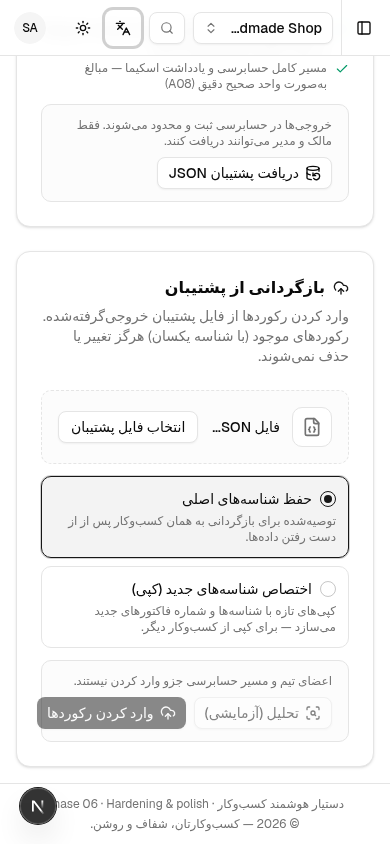 SA
...dmade Shop
مسیر کامل حسابرسی و یادداشت اسکیما — مبالغ
به‌صورت واحد صحیح دقیق (A08)
خروجی‌ها در حسابرسی ثبت و محدود می‌شوند. فقط
مالک و مدیر می‌توانند دریافت کنند.
دریافت پشتیبان JSON
بازگردانی از پشتیبان
وارد کردن رکوردها از فایل پشتیبان خروجی‌گرفته‌شده.
رکوردهای موجود (با شناسه یکسان) هرگز تغییر یا
حذف نمی‌شوند.
فایل SON...
انتخاب فایل پشتیبان
حفظ شناسه‌های اصلی
توصیه‌شده برای بازگردانی به همان کسب‌وکار پس از از
دست رفتن داده‌ها.
اختصاص شناسه‌های جدید (کپی)
کپی‌های تازه با شناسه‌ها و شماره فاکتورهای جدید
می‌سازد — برای کپی از کسب‌وکار دیگر.
اعضای تیم و مسیر حسابرسی جزو وارد کردن نیستند.
تحلیل (آزمایشی)
وارد کردن رکوردها
دستیار هوشمند کسب‌وکار · hase 06 · Hardening & polish
© 2026 — کسب‌وکارتان، شفاف و روشن.
N